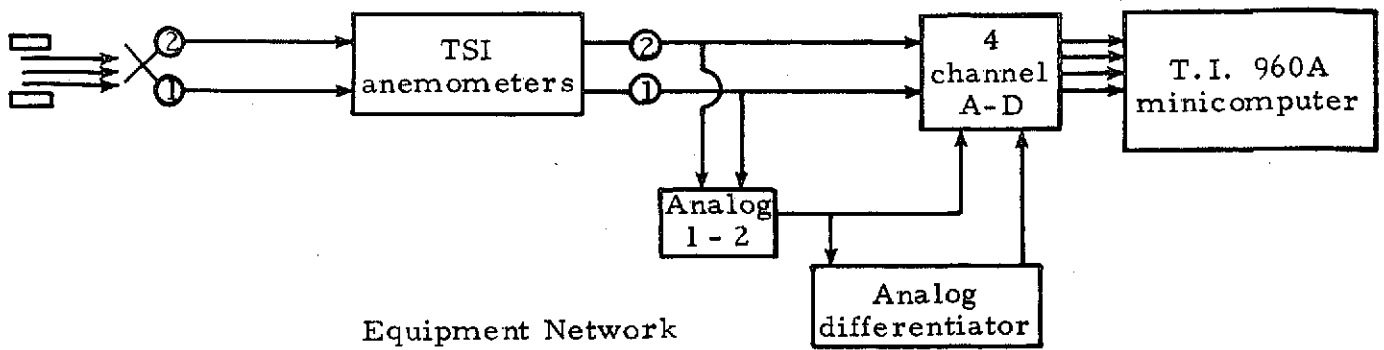 2
1
TSI
anemometers
2
1
4
channel
A-D
T.I. 960A
minicomputer
Analog
1 - 2
Analog
differentiator
Equipment Network